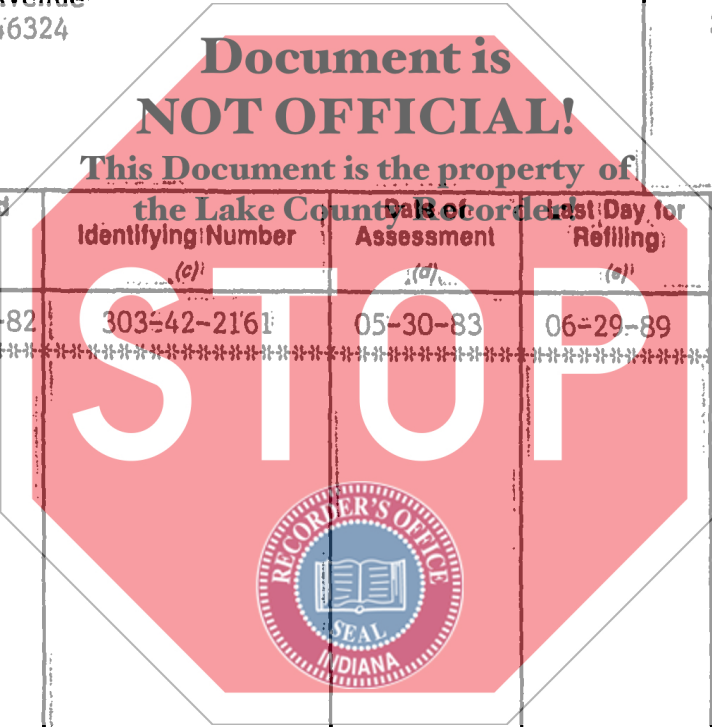 46324
Document is
NOT OFFICIAL!
This Document is the property of
the Lake County Recorder!
Identifying Number
(c)
Date of
Assessment
(d)
Last Day for
Refiling
(e)
-82 303-42-2161 05-30-83 06-29-89
STOP
RECORDER'S OFFICE
SEAL
INDIANA